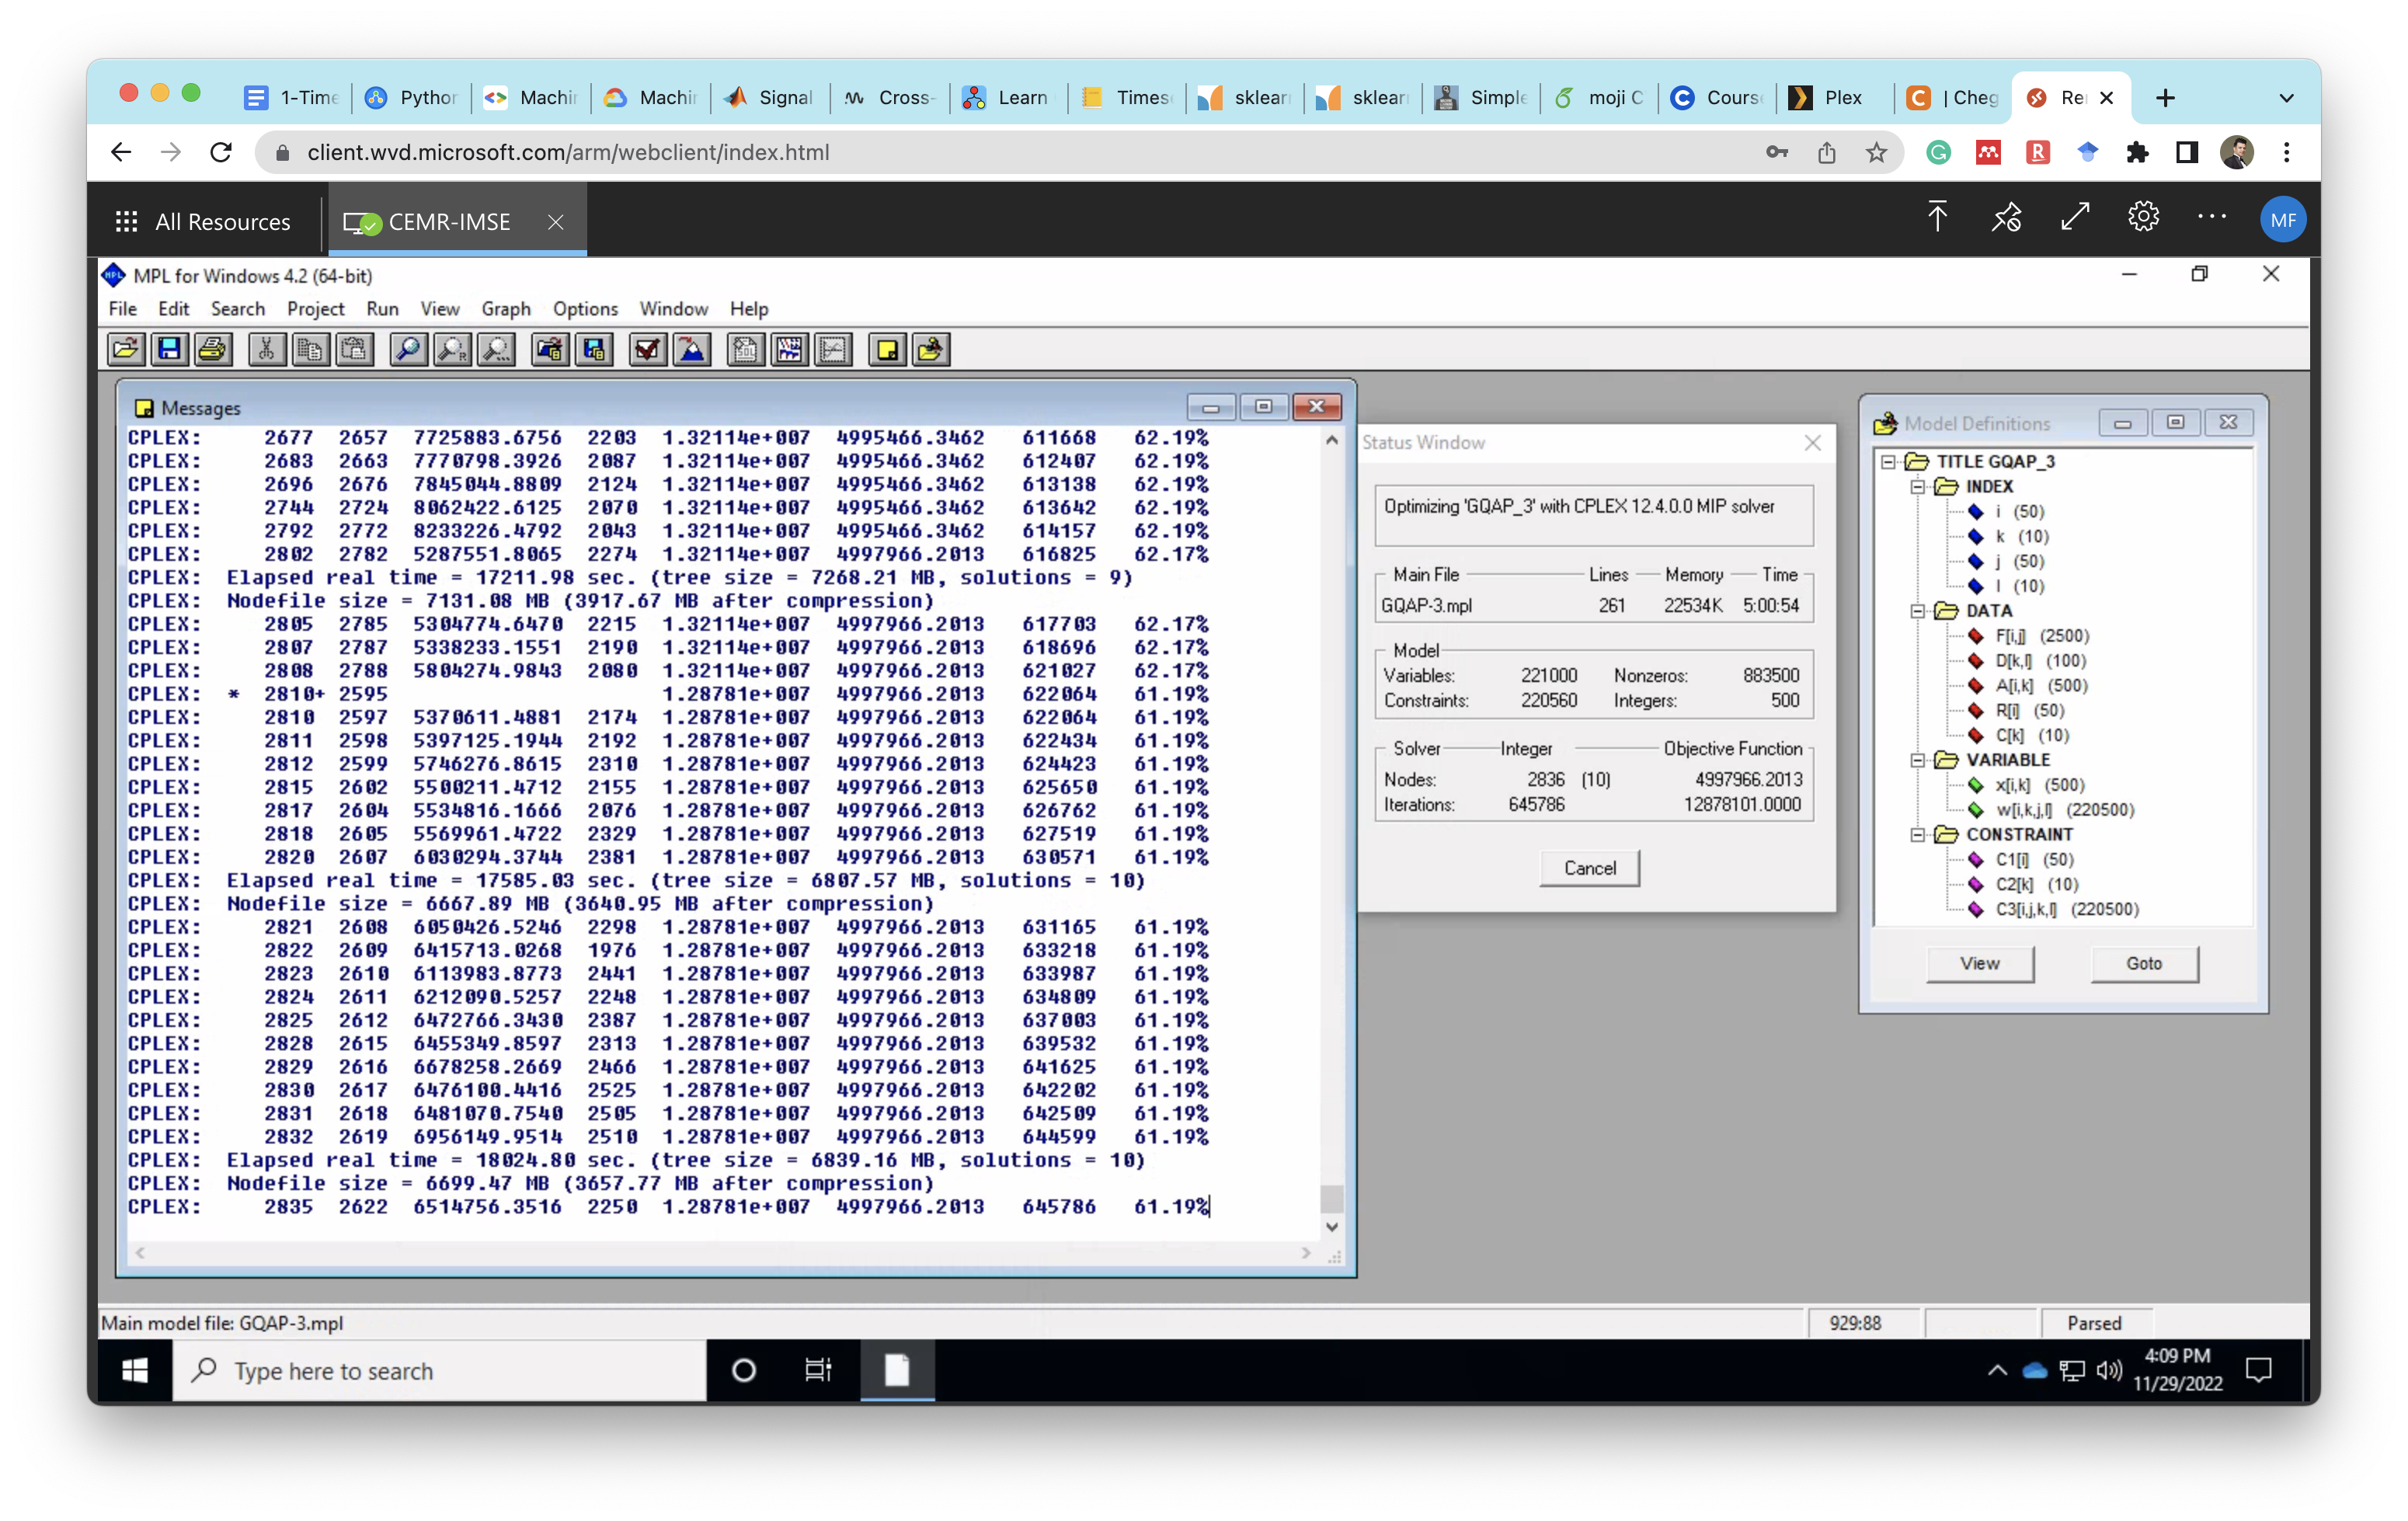 1-Time Python Machin Machin Signal Cross- Learn Times sklear sklear Simple moji C Cours Plex | Cheg Re
client.wvd.microsoft.com/arm/webclient/index.html
All Resources CEMR-IMSE MF
MPL for Windows 4.2 (64-bit)
File Edit Search Project Run View Graph Options Window Help
Messages
CPLEX: 2677 2657 7725883.6756 2203 1.32114e+007 4995466.3462 611668 62.19%
CPLEX: 2683 2663 7770798.3926 2087 1.32114e+007 4995466.3462 612407 62.19%
CPLEX: 2696 2676 7845044.8809 2124 1.32114e+007 4995466.3462 613138 62.19%
CPLEX: 2744 2724 8062422.6125 2070 1.32114e+007 4995466.3462 613642 62.19%
CPLEX: 2792 2772 8233226.4792 2043 1.32114e+007 4995466.3462 614157 62.19%
CPLEX: 2802 2782 5287551.8065 2274 1.32114e+007 4997966.2013 616825 62.17%
CPLEX: Elapsed real time = 17211.98 sec. (tree size = 7268.21 MB, solutions = 9)
CPLEX: Nodefile size = 7131.08 MB (3917.67 MB after compression)
CPLEX: 2805 2785 5304774.6470 2215 1.32114e+007 4997966.2013 617703 62.17%
CPLEX: 2807 2787 5338233.1551 2190 1.32114e+007 4997966.2013 618696 62.17%
CPLEX: 2808 2788 5804274.9843 2080 1.32114e+007 4997966.2013 621027 62.17%
CPLEX: * 2810+ 2595 1.28781e+007 4997966.2013 622064 61.19%
CPLEX: 2810 2597 5370611.4881 2174 1.28781e+007 4997966.2013 622064 61.19%
CPLEX: 2811 2598 5397125.1944 2192 1.28781e+007 4997966.2013 622434 61.19%
CPLEX: 2812 2599 5746276.8615 2310 1.28781e+007 4997966.2013 624423 61.19%
CPLEX: 2815 2602 5500211.4712 2155 1.28781e+007 4997966.2013 625650 61.19%
CPLEX: 2817 2604 5534816.1666 2076 1.28781e+007 4997966.2013 626762 61.19%
CPLEX: 2818 2605 5569961.4722 2329 1.28781e+007 4997966.2013 627519 61.19%
CPLEX: 2820 2607 6030294.3744 2381 1.28781e+007 4997966.2013 630571 61.19%
CPLEX: Elapsed real time = 17585.03 sec. (tree size = 6807.57 MB, solutions = 10)
CPLEX: Nodefile size = 6667.89 MB (3640.95 MB after compression)
CPLEX: 2821 2608 6050426.5246 2298 1.28781e+007 4997966.2013 631165 61.19%
CPLEX: 2822 2609 6415713.0268 1976 1.28781e+007 4997966.2013 633218 61.19%
CPLEX: 2823 2610 6113983.8773 2441 1.28781e+007 4997966.2013 633987 61.19%
CPLEX: 2824 2611 6212090.5257 2248 1.28781e+007 4997966.2013 634809 61.19%
CPLEX: 2825 2612 6472766.3430 2387 1.28781e+007 4997966.2013 637003 61.19%
CPLEX: 2828 2615 6455349.8597 2313 1.28781e+007 4997966.2013 639532 61.19%
CPLEX: 2829 2616 6678258.2669 2466 1.28781e+007 4997966.2013 641625 61.19%
CPLEX: 2830 2617 6476100.4416 2525 1.28781e+007 4997966.2013 642202 61.19%
CPLEX: 2831 2618 6481070.7540 2505 1.28781e+007 4997966.2013 642509 61.19%
CPLEX: 2832 2619 6956149.9514 2510 1.28781e+007 4997966.2013 644599 61.19%
CPLEX: Elapsed real time = 18024.80 sec. (tree size = 6839.16 MB, solutions = 10)
CPLEX: Nodefile size = 6699.47 MB (3657.77 MB after compression)
CPLEX: 2835 2622 6514756.3516 2250 1.28781e+007 4997966.2013 645786 61.19%
Status Window
Optimizing 'GQAP_3' with CPLEX 12.4.0.0 MIP solver
Main File Lines Memory Time
GQAP-3.mpl 261 22534K 5:00:54
Model
Variables: 221000 Nonzeros: 883500
Constraints: 220560 Integers: 500
Solver Integer Objective Function
Nodes: 2836 (10) 4997966.2013
Iterations: 645786 12878101.0000
Cancel
Model Definitions
TITLE GQAP_3
INDEX
i (50)
k (10)
j (50)
l (10)
DATA
F[i,j] (2500)
D[k,l] (100)
A[i,k] (500)
R[i] (50)
C[k] (10)
VARIABLE
x[i,k] (500)
w[i,k,j,l] (220500)
CONSTRAINT
C1[i] (50)
C2[k] (10)
C3[i,j,k,l] (220500)
View Goto
Main model file: GQAP-3.mpl 929:88 Parsed
Type here to search
4:09 PM
11/29/2022